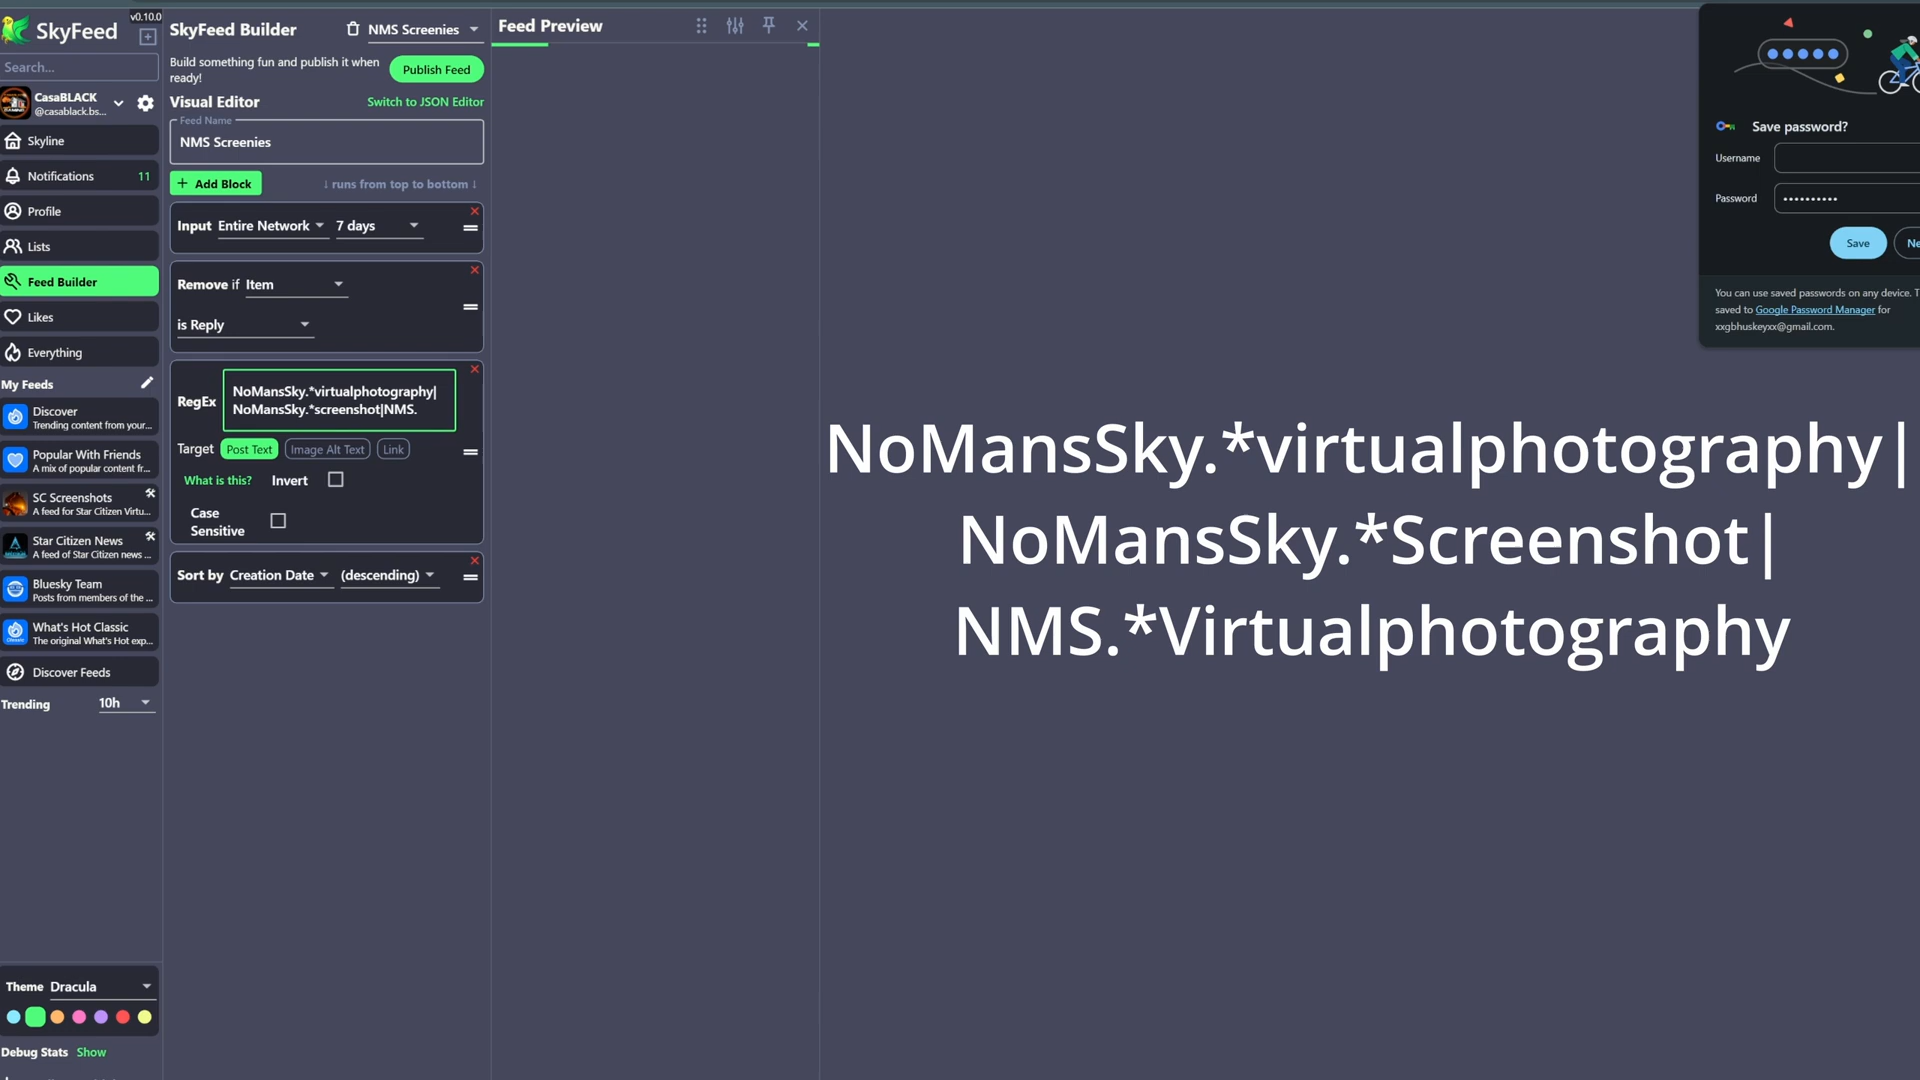 v0.10.0
SkyFeed
Search...
CasaBLACK
@casablack.bs...
Skyline
Notifications 11
Profile
Lists
Feed Builder
Likes
Everything
My Feeds
Discover
Trending content from your...
Popular With Friends
A mix of popular content fr...
SC Screenshots
A feed for Star Citizen Virtu...
Star Citizen News
A feed of Star Citizen news ...
Bluesky Team
Posts from members of the ...
What's Hot Classic
The original What's Hot exp...
Discover Feeds
Trending 10h
Theme Dracula
Debug Stats Show
SkyFeed Builder
NMS Screenies
Build something fun and publish it when
ready!
Publish Feed
Visual Editor
Switch to JSON Editor
Feed Name
NMS Screenies
+ Add Block
↓ runs from top to bottom ↓
Input Entire Network 7 days
Remove if Item
is Reply
RegEx
NoMansSky.*virtualphotography|
NoMansSky.*screenshot|NMS.
Target Post Text Image Alt Text Link
What is this? Invert
Case
Sensitive
Sort by Creation Date (descending)
Feed Preview
NoMansSky.*virtualphotography|
NoMansSky.*Screenshot|
NMS.*Virtualphotography
Save password?
Username
Password
Save
Ne
You can use saved passwords on any device. T
saved to Google Password Manager for
xxgbhuskeyxx@gmail.com.